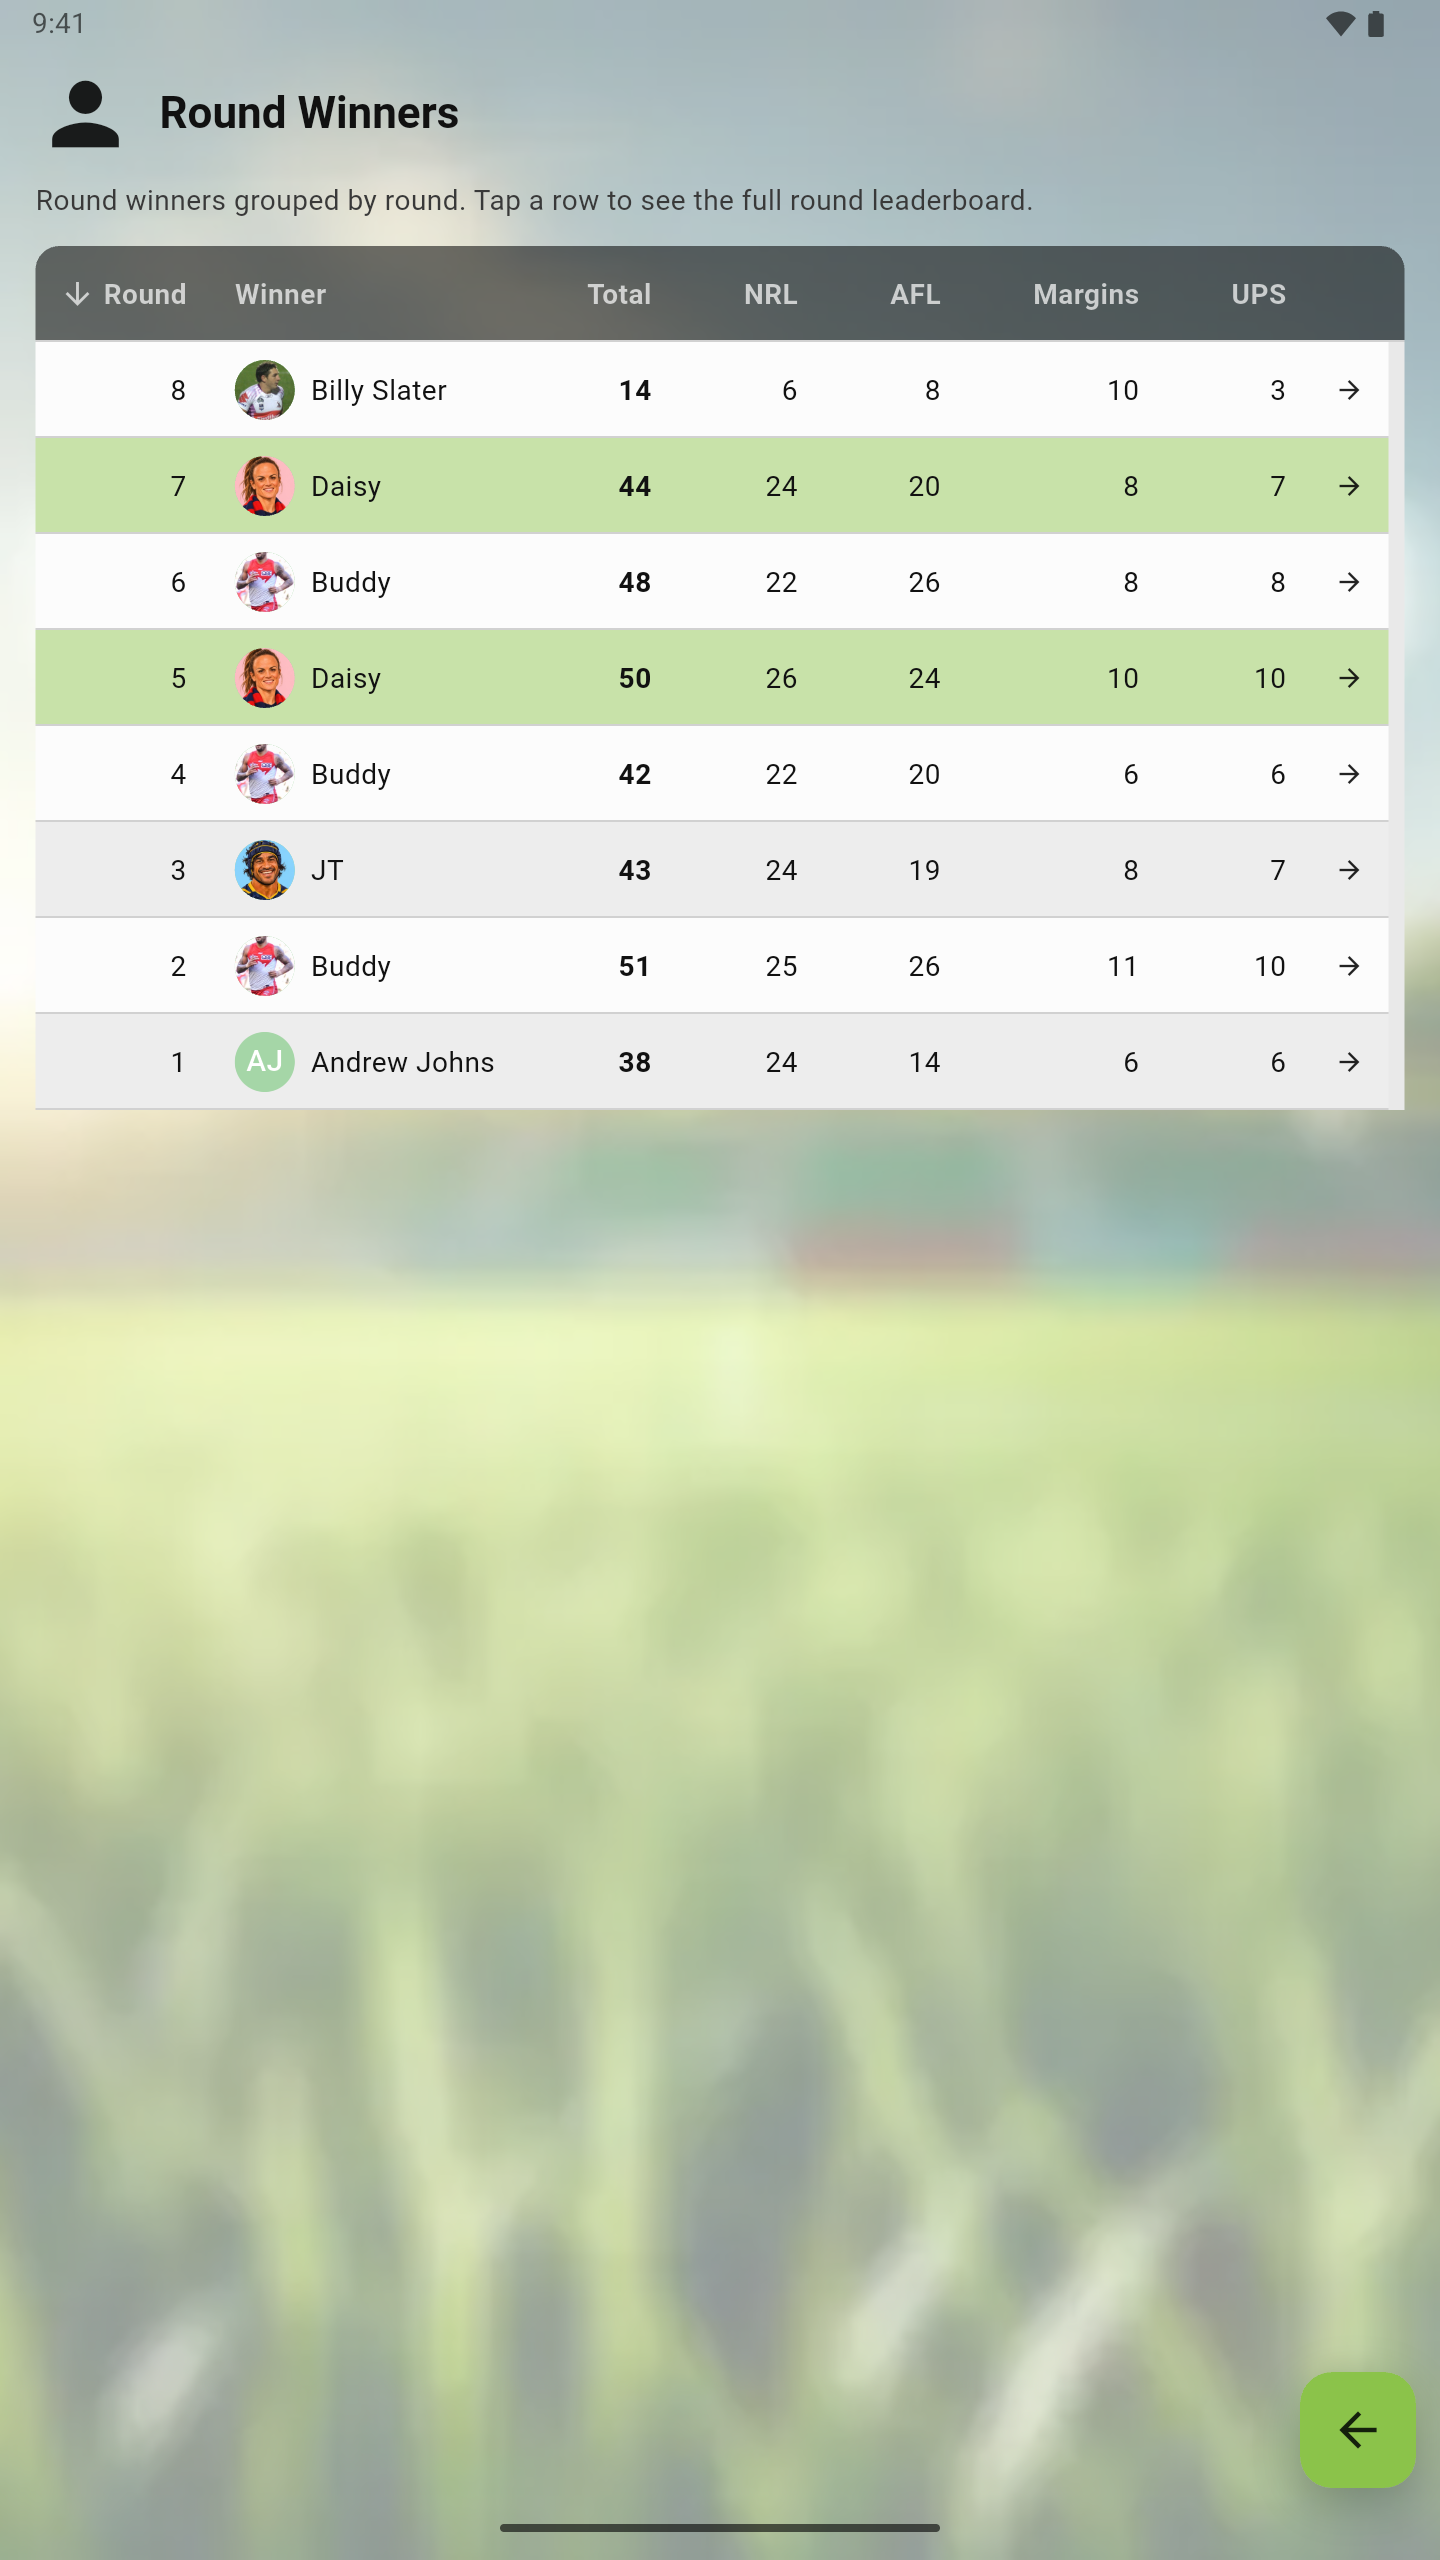 9:41
Round Winners
Round winners grouped by round. Tap a row to see the full round leaderboard.
Round Winner Total NRL AFL Margins UPS
8 Billy Slater 14 6 8 10 3
7 Daisy 44 24 20 8 7
6 Buddy 48 22 26 8 8
5 Daisy 50 26 24 10 10
4 Buddy 42 22 20 6 6
3 JT 43 24 19 8 7
2 Buddy 51 25 26 11 10
1 AJ Andrew Johns 38 24 14 6 6